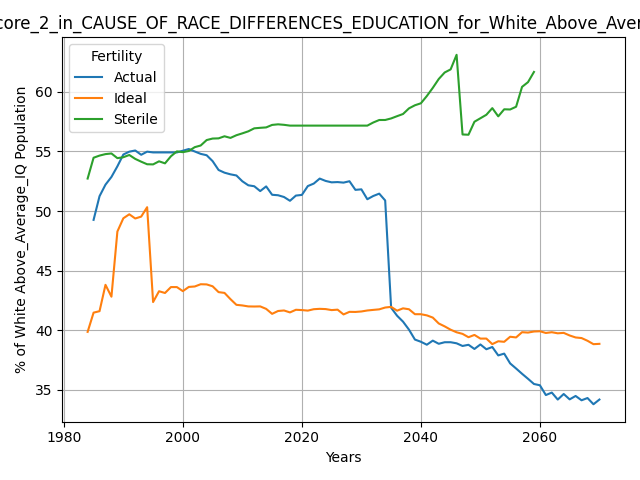 core_2_in_CAUSE_OF_RACE_DIFFERENCES_EDUCATION_for_White_Above_Aver
Fertility
Actual
Ideal
Sterile
% of White Above_Average_IQ Population
60
55
50
45
40
35
1980
2000
2020
2040
2060
Years